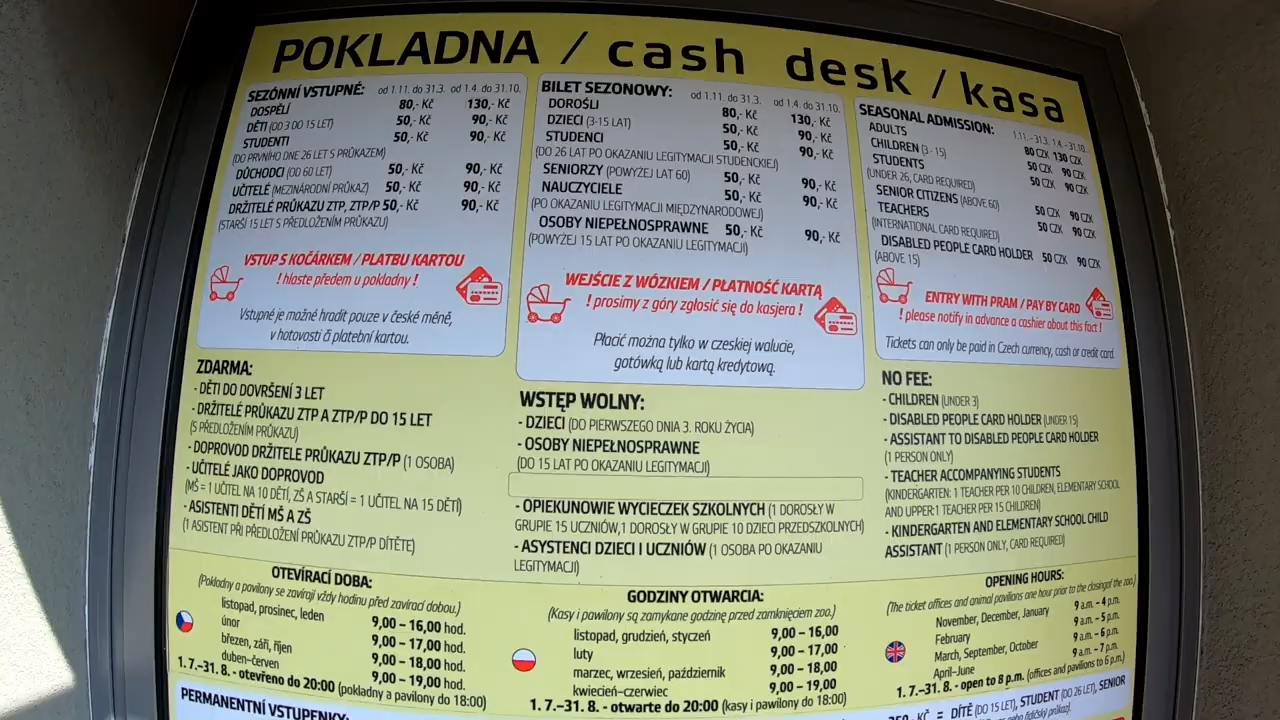 POKLADNA / cash desk / kasa
SEZÓNNÍ VSTUPNÉ: od 1.11. do 31.3. od 1.4. do 31.10.
DOSPĚLÍ 80,- Kč 130,- Kč
DĚTI (OD 3 DO 15 LET) 50,- Kč 90,- Kč
STUDENTI 50,- Kč 90,- Kč
(DO PRVNÍHO DNE 26 LET S PRŮKAZEM)
DŮCHODCI (OD 60 LET) 50,- Kč 90,- Kč
UČITELÉ (MEZINÁRODNÍ PRŮKAZ) 50,- Kč 90,- Kč
DRŽITELÉ PRŮKAZU ZTP, ZTP/P 50,- Kč 90,- Kč
(STARŠÍ 15 LET S PŘEDLOŽENÍM PRŮKAZU)
VSTUP S KOČÁRKEM / PLATBU KARTOU
! hlaste předem u pokladny !
Vstupné je možné hradit pouze v české měně,
v hotovosti či platební kartou.
BILET SEZONOWY: od 1.11. do 31.3. od 1.4. do 31.10.
DOROŚLI 80,- Kč 130,- Kč
DZIECI (3-15 LAT) 50,- Kč 90,- Kč
STUDENCI 50,- Kč 90,- Kč
(DO 26 LAT PO OKAZANIU LEGITYMACJI STUDENCKIEJ)
SENIORZY (POWYŻEJ LAT 60) 50,- Kč 90,- Kč
NAUCZYCIELE 50,- Kč 90,- Kč
(PO OKAZANIU LEGITYMACJI MIĘDZYNARODOWEJ)
OSOBY NIEPEŁNOSPRAWNE 50,- Kč 90,- Kč
(POWYŻEJ 15 LAT PO OKAZANIU LEGITYMACJI)
WEJŚCIE Z WÓZKIEM / PŁATNOŚĆ KARTĄ
! prosimy z góry zgłosić się do kasjera !
Płacić można tylko w czeskiej walucie,
gotówką lub kartą kredytową.
SEASONAL ADMISSION: 1.11.-31.3. 1.4.-31.10.
ADULTS 80 CZK 130 CZK
CHILDREN (3 - 15) 50 CZK 90 CZK
STUDENTS 50 CZK 90 CZK
(UNDER 26, CARD REQUIRED)
SENIOR CITIZENS (ABOVE 60) 50 CZK 90 CZK
TEACHERS 50 CZK 90 CZK
(INTERNATIONAL CARD REQUIRED)
DISABLED PEOPLE CARD HOLDER 50 CZK 90 CZK
(ABOVE 15)
ENTRY WITH PRAM / PAY BY CARD
! please notify in advance a cashier about this fact !
Tickets can only be paid in Czech currency, cash or credit card.
ZDARMA:
- DĚTI DO DOVRŠENÍ 3 LET
- DRŽITELÉ PRŮKAZU ZTP A ZTP/P DO 15 LET
(S PŘEDLOŽENÍM PRŮKAZU)
- DOPROVOD DRŽITELE PRŮKAZU ZTP/P (1 OSOBA)
- UČITELÉ JAKO DOPROVOD
(MŠ = 1 UČITEL NA 10 DĚTÍ, ZŠ A STARŠÍ = 1 UČITEL NA 15 DĚTÍ)
- ASISTENTI DĚTÍ MŠ A ZŠ
(1 ASISTENT PŘI PŘEDLOŽENÍ PRŮKAZU ZTP/P DÍTĚTE)
WSTĘP WOLNY:
- DZIECI (DO PIERWSZEGO DNIA 3. ROKU ŻYCIA)
- OSOBY NIEPEŁNOSPRAWNE
(DO 15 LAT PO OKAZANIU LEGITYMACJI)
- OPIEKUNOWIE WYCIECZEK SZKOLNYCH (1 DOROSŁY W
GRUPIE 15 UCZNIÓW,1 DOROSŁY W GRUPIE 10 DZIECI PRZEDSZKOLNYCH)
- ASYSTENCI DZIECI I UCZNIÓW (1 OSOBA PO OKAZANIU
LEGITYMACJI)
NO FEE:
- CHILDREN (UNDER 3)
- DISABLED PEOPLE CARD HOLDER (UNDER 15)
- ASSISTANT TO DISABLED PEOPLE CARD HOLDER
(1 PERSON ONLY)
- TEACHER ACCOMPANYING STUDENTS
(KINDERGARTEN: 1 TEACHER PER 10 CHILDREN, ELEMENTARY SCHOOL
AND UPPER:1 TEACHER PER 15 CHILDREN)
- KINDERGARTEN AND ELEMENTARY SCHOOL CHILD
ASSISTANT (1 PERSON ONLY, CARD REQUIRED)
OTEVÍRACÍ DOBA:
(Pokladny a pavilony se zavírají vždy hodinu před zavírací dobou.)
listopad, prosinec, leden 9,00 – 16,00 hod.
únor 9,00 – 17,00 hod.
březen, září, říjen 9,00 – 18,00 hod.
duben–červen 9,00 – 19,00 hod.
1. 7.–31. 8. - otevřeno do 20:00 (pokladny a pavilony do 18:00)
GODZINY OTWARCIA:
(Kasy i pawilony są zamykane godzinę przed zamknięciem zoo.)
listopad, grudzień, styczeń 9,00 – 16,00
luty 9,00 – 17,00
marzec, wrzesień, październik 9,00 – 18,00
kwiecień–czerwiec 9,00 – 19,00
1. 7.–31. 8. - otwarte do 20:00 (kasy i pawilony do 18:00)
OPENING HOURS:
(The ticket offices and animal pavilions one hour prior to the closingof the zoo.)
November, December, January 9 a.m. – 4 p.m.
February 9 a.m. – 5 p.m.
March, September, October 9 a.m. – 6 p.m.
April–June 9 a.m. – 7 p.m.
1. 7.–31. 8. - open to 8 p.m. (offices and pavilions to 6 p.m.)
PERMANENTNÍ VSTUPENKY:
KČ = DÍTĚ (DO 15 LET), STUDENT (DO 26 LET), SENIOR